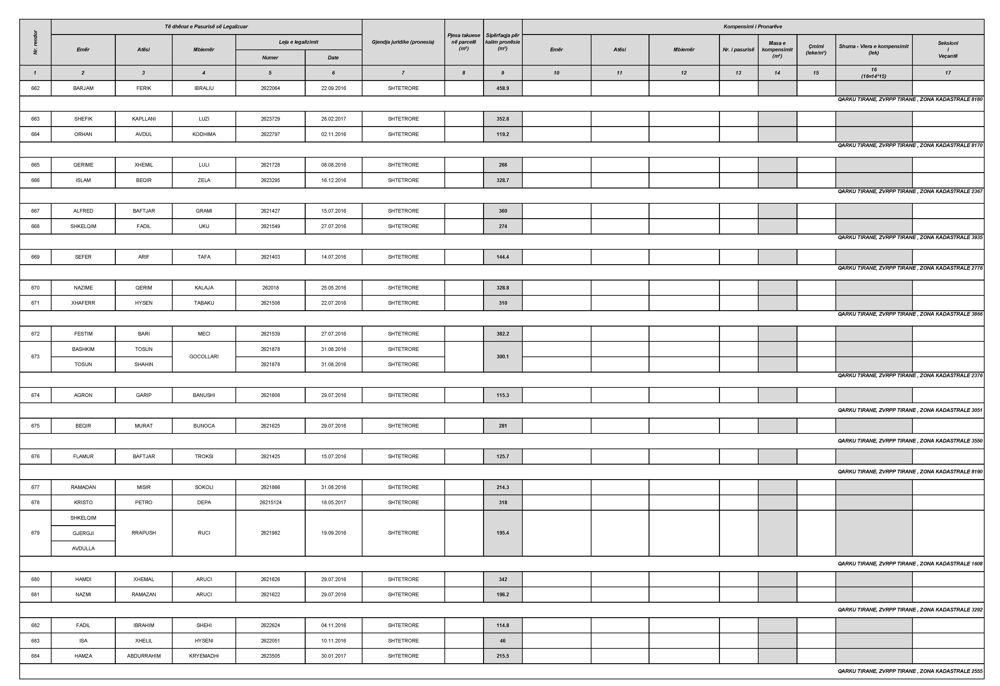 Nr. rendor
Të dhënat e Pasurisë së Legalizuar
Gjendja juridike (pronesia)
Pjesa takuese
në parcelë
(m²)
Sipërfaqja për
kalim pronësie
(m²)
Kompensimi i Pronarëve
Emër
Atësi
Mbiemër
Leja e legalizimit
Numer
Date
Emër
Atësi
Mbiemër
Nr. i pasurisë
Masa e
kompensimit
(m²)
Çmimi
(leke/m²)
Shuma - Vlera e kompensimit
(lek)
Seksioni
i
Veçantë
1 2 3 4 5 6 7 8 9 10 11 12 13 14 15 16 17
(16=14*15)
662 BARJAM FERIK IBRALIU 2622064 22.09.2016 SHTETRORE 458.9
QARKU TIRANE, ZVRPP TIRANE , ZONA KADASTRALE 8180
663 SHEFIK KAPLLANI LUZI 2623729 28.02.2017 SHTETRORE 352.8
664 ORHAN AVDUL KODHIMA 2622797 02.11.2016 SHTETRORE 119.2
QARKU TIRANE, ZVRPP TIRANE , ZONA KADASTRALE 8170
665 QERIME XHEMIL LULI 2621728 08.08.2016 SHTETRORE 266
666 ISLAM BEQIR ZELA 2623295 16.12.2016 SHTETRORE 328.7
QARKU TIRANE, ZVRPP TIRANE , ZONA KADASTRALE 2367
667 ALFRED BAFTJAR GRAMI 2621427 15.07.2016 SHTETRORE 360
668 SHKELQIM FADIL UKU 2621549 27.07.2016 SHTETRORE 274
QARKU TIRANE, ZVRPP TIRANE , ZONA KADASTRALE 3935
669 SEFER ARIF TAFA 2621403 14.07.2016 SHTETRORE 144.4
QARKU TIRANE, ZVRPP TIRANE , ZONA KADASTRALE 2776
670 NAZIME QERIM KALAJA 262018 25.05.2016 SHTETRORE 328.8
671 XHAFERR HYSEN TABAKU 2621508 22.07.2016 SHTETRORE 310
QARKU TIRANE, ZVRPP TIRANE , ZONA KADASTRALE 3866
672 FESTIM BARI MECI 2621539 27.07.2016 SHTETRORE 382.2
673 BASHKIM TOSUN GOCOLLARI 2621878 31.08.2016 SHTETRORE 300.1
TOSUN SHAHIN 2621878 31.08.2016 SHTETRORE
QARKU TIRANE, ZVRPP TIRANE , ZONA KADASTRALE 2376
674 AGRON GARIP BANUSHI 2621608 29.07.2016 SHTETRORE 115.3
QARKU TIRANE, ZVRPP TIRANE , ZONA KADASTRALE 3051
675 BEQIR MURAT BUNOCA 2621625 29.07.2016 SHTETRORE 281
QARKU TIRANE, ZVRPP TIRANE , ZONA KADASTRALE 3550
676 FLAMUR BAFTJAR TROKSI 2621425 15.07.2016 SHTETRORE 125.7
QARKU TIRANE, ZVRPP TIRANE , ZONA KADASTRALE 8190
677 RAMADAN MISIR SOKOLI 2621866 31.08.2016 SHTETRORE 214.3
678 KRISTO PETRO DEPA 26215124 18.05.2017 SHTETRORE 318
SHKELQIM
679 GJERGJI RRAPUSH RUCI 2621982 19.09.2016 SHTETRORE 195.4
AVDULLA
QARKU TIRANE, ZVRPP TIRANE , ZONA KADASTRALE 1608
680 HAMDI XHEMAL ARUCI 2621626 29.07.2016 SHTETRORE 342
681 NAZMI RAMAZAN ARUCI 2621622 29.07.2016 SHTETRORE 196.2
QARKU TIRANE, ZVRPP TIRANE , ZONA KADASTRALE 3292
682 FADIL IBRAHIM SHEHI 2622624 04.11.2016 SHTETRORE 114.8
683 ISA XHELIL HYSENI 2622051 10.11.2016 SHTETRORE 46
684 HAMZA ABDURRAHIM KRYEMADHI 2623505 30.01.2017 SHTETRORE 215.5
QARKU TIRANE, ZVRPP TIRANE , ZONA KADASTRALE 2555